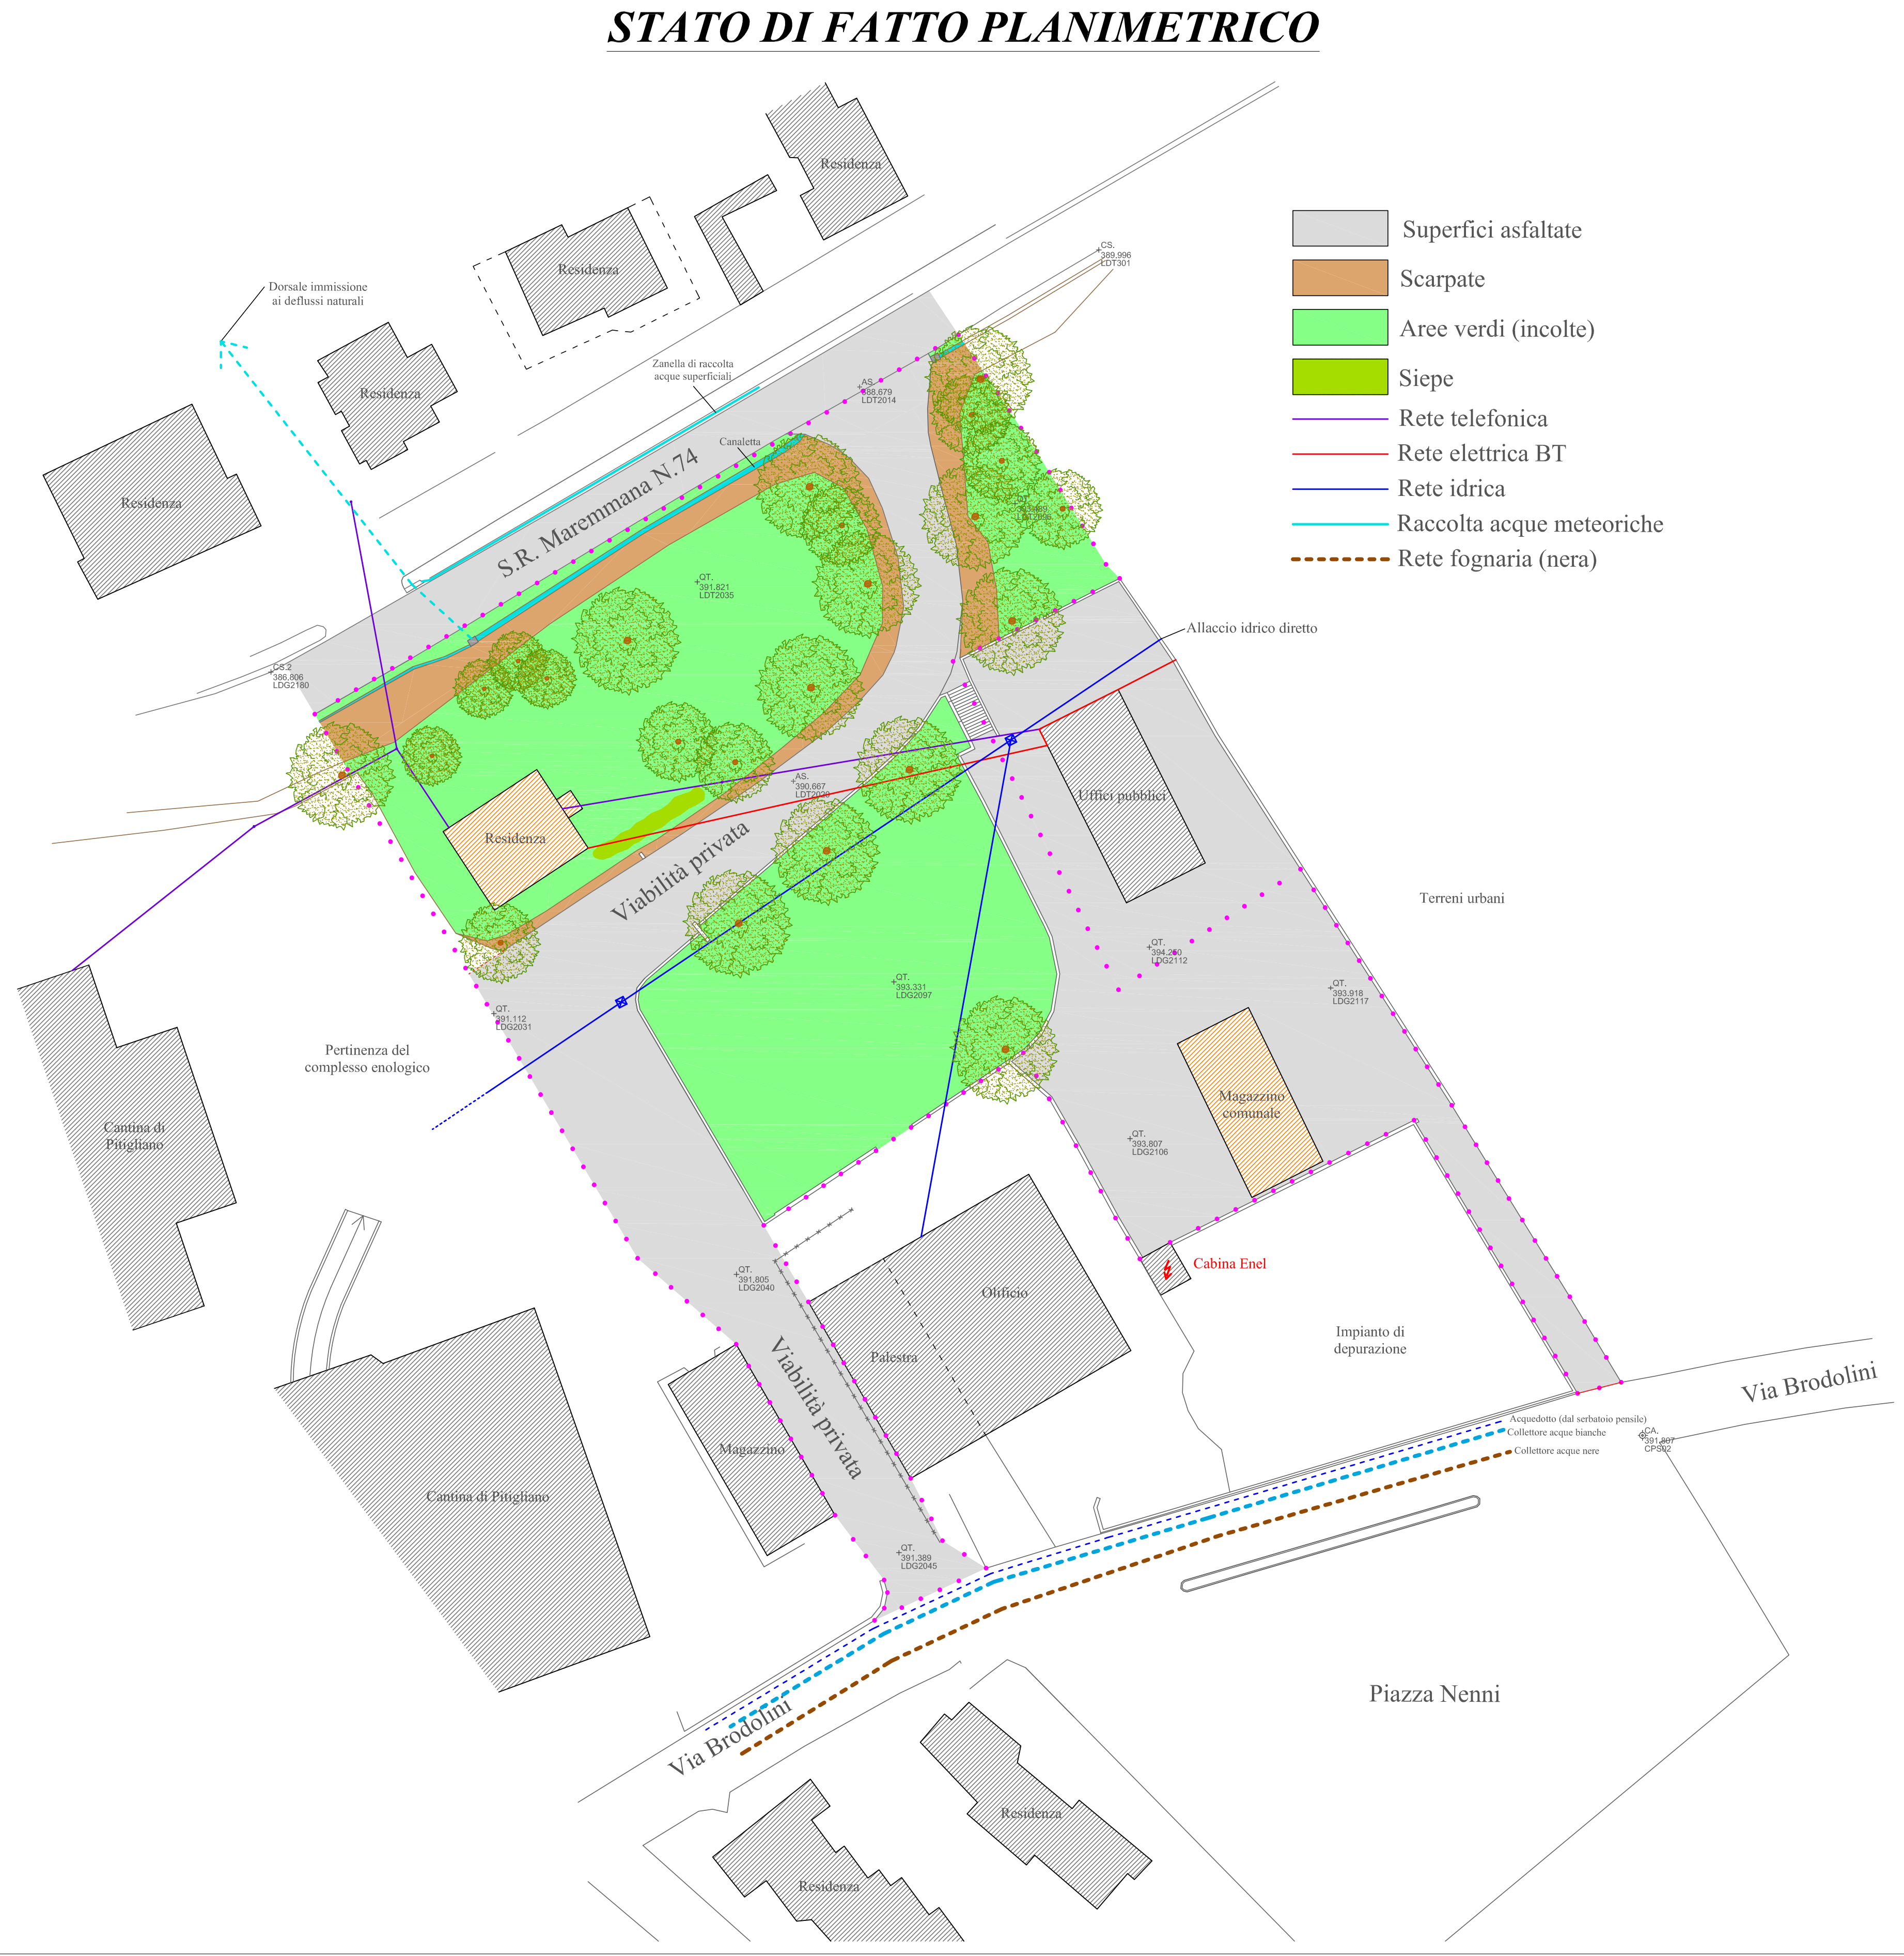 STATO DI FATTO PLANIMETRICO
Residenza
Residenza
Dorsale immissione
ai deflussi naturali
Residenza
Residenza
Zanella di raccolta
acque superficiali
Canaletta
S.R. Maremmana N.74
CS.
389,996
LDT301
AS.
388.679
LDT2014
Superfici asfaltate
Scarpate
Aree verdi (incolte)
Siepe
Rete telefonica
Rete elettrica BT
Rete idrica
Raccolta acque meteoriche
Rete fognaria (nera)
QT.
QT.
391.821
LDT2035
Allaccio idrico diretto
CS.2
386.806
LDG2180
AS.
390.667
LDT2020
Uffici pubblici
Residenza
Viabilità privata
Terreni urbani
QT.
394.250
LDG2112
QT.
393.331
LDG2097
QT.
393.918
LDG2117
QT.
391.112
LDG2031
Pertinenza del
complesso enologico
Cantina di
Pitigliano
Magazzino
comunale
QT.
393.807
LDG2106
Cabina Enel
QT.
391.805
LDG2040
Olificio
Palestra
Impianto di
depurazione
Viabilità privata
Magazzino
Cantina di Pitigliano
Via Brodolini
Acquedotto (dal serbatoio pensile)
Collettore acque bianche
Collettore acque nere
CA.
391.807
CPS02
QT.
391.389
LDG2045
Via Brodolini
Piazza Nenni
Residenza
Residenza